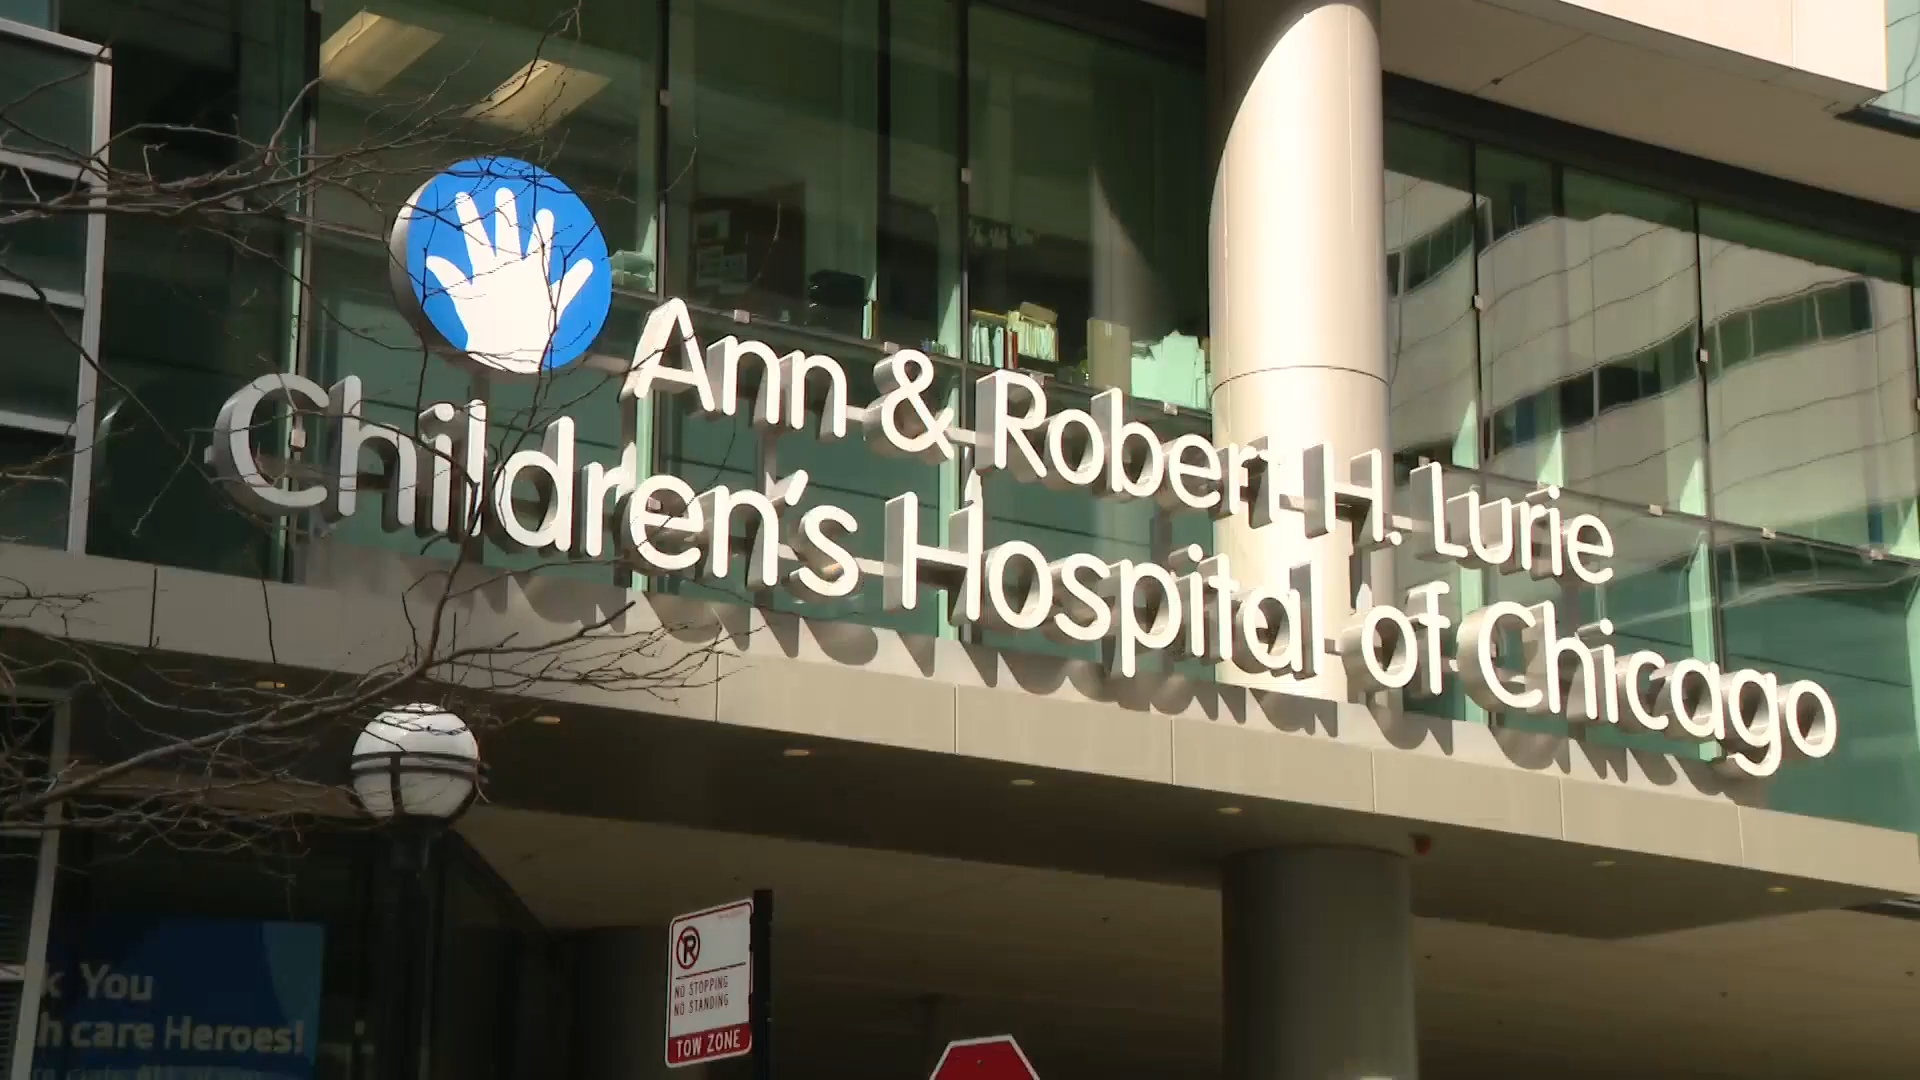 Ann & Robert H. Lurie
Children's Hospital of Chicago
k You
h care Heroes!
NO STOPPING
NO STANDING
TOW ZONE